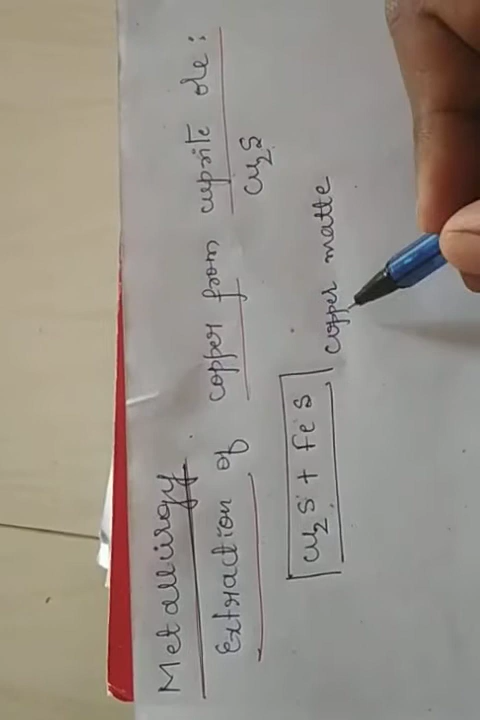 Metallurgy
Extraction of copper from cuprite ore:
Cu2S
Cu2S + FeS copper matte